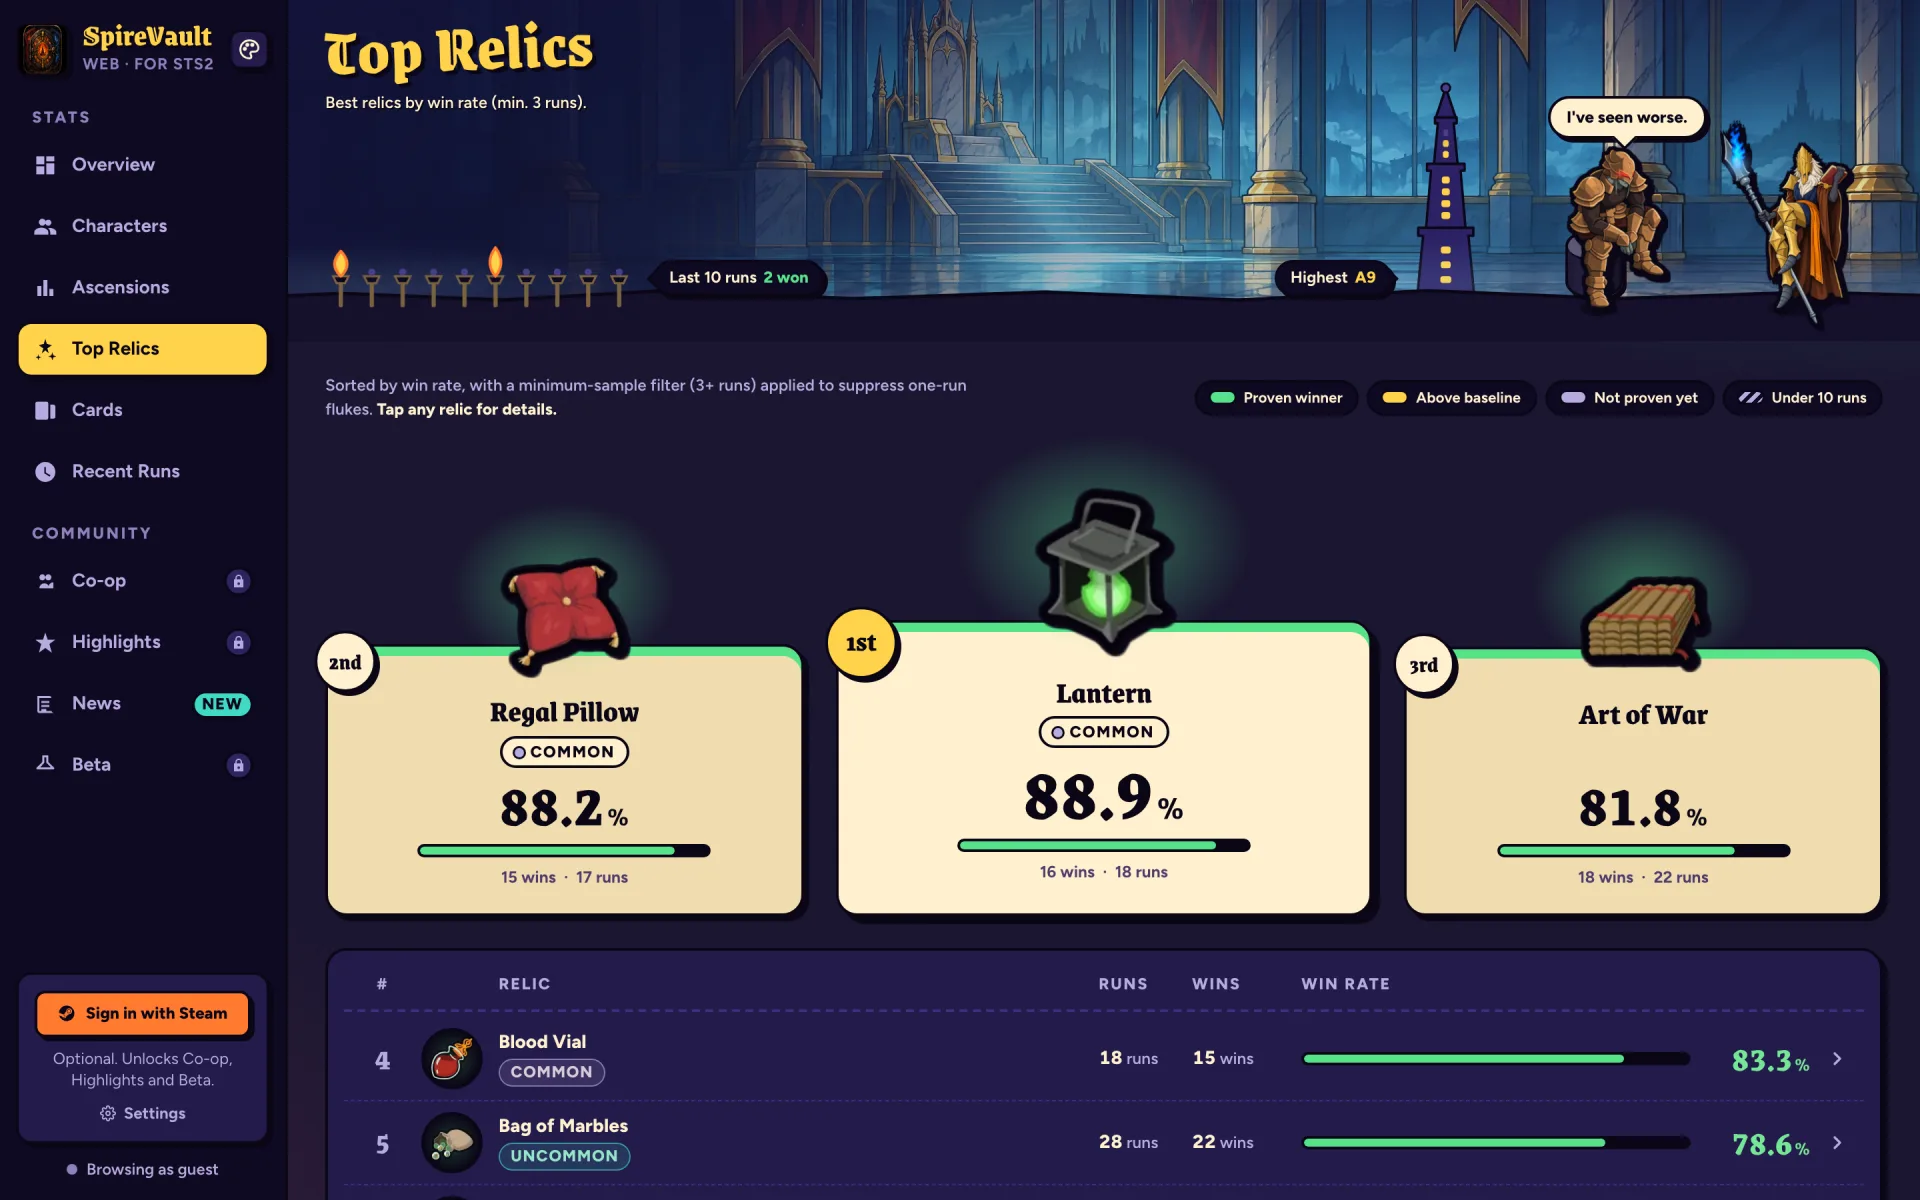 SpireVault
WEB · FOR STS2
STATS
Overview
Characters
Ascensions
Top Relics
Cards
Recent Runs
COMMUNITY
Co-op
Highlights
News NEW
Beta
Sign in with Steam
Optional. Unlocks Co-op,
Highlights and Beta.
Settings
Browsing as guest
Top Relics
Best relics by win rate (min. 3 runs).
I've seen worse.
Last 10 runs 2 won
Highest A9
Sorted by win rate, with a minimum-sample filter (3+ runs) applied to suppress one-run
flukes. Tap any relic for details.
Proven winner
Above baseline
Not proven yet
Under 10 runs
2nd
Regal Pillow
COMMON
88.2%
15 wins · 17 runs
1st
Lantern
COMMON
88.9%
16 wins · 18 runs
3rd
Art of War
81.8%
18 wins · 22 runs
# RELIC RUNS WINS WIN RATE
4 Blood Vial 18 runs 15 wins 83.3%
COMMON
5 Bag of Marbles 28 runs 22 wins 78.6%
UNCOMMON